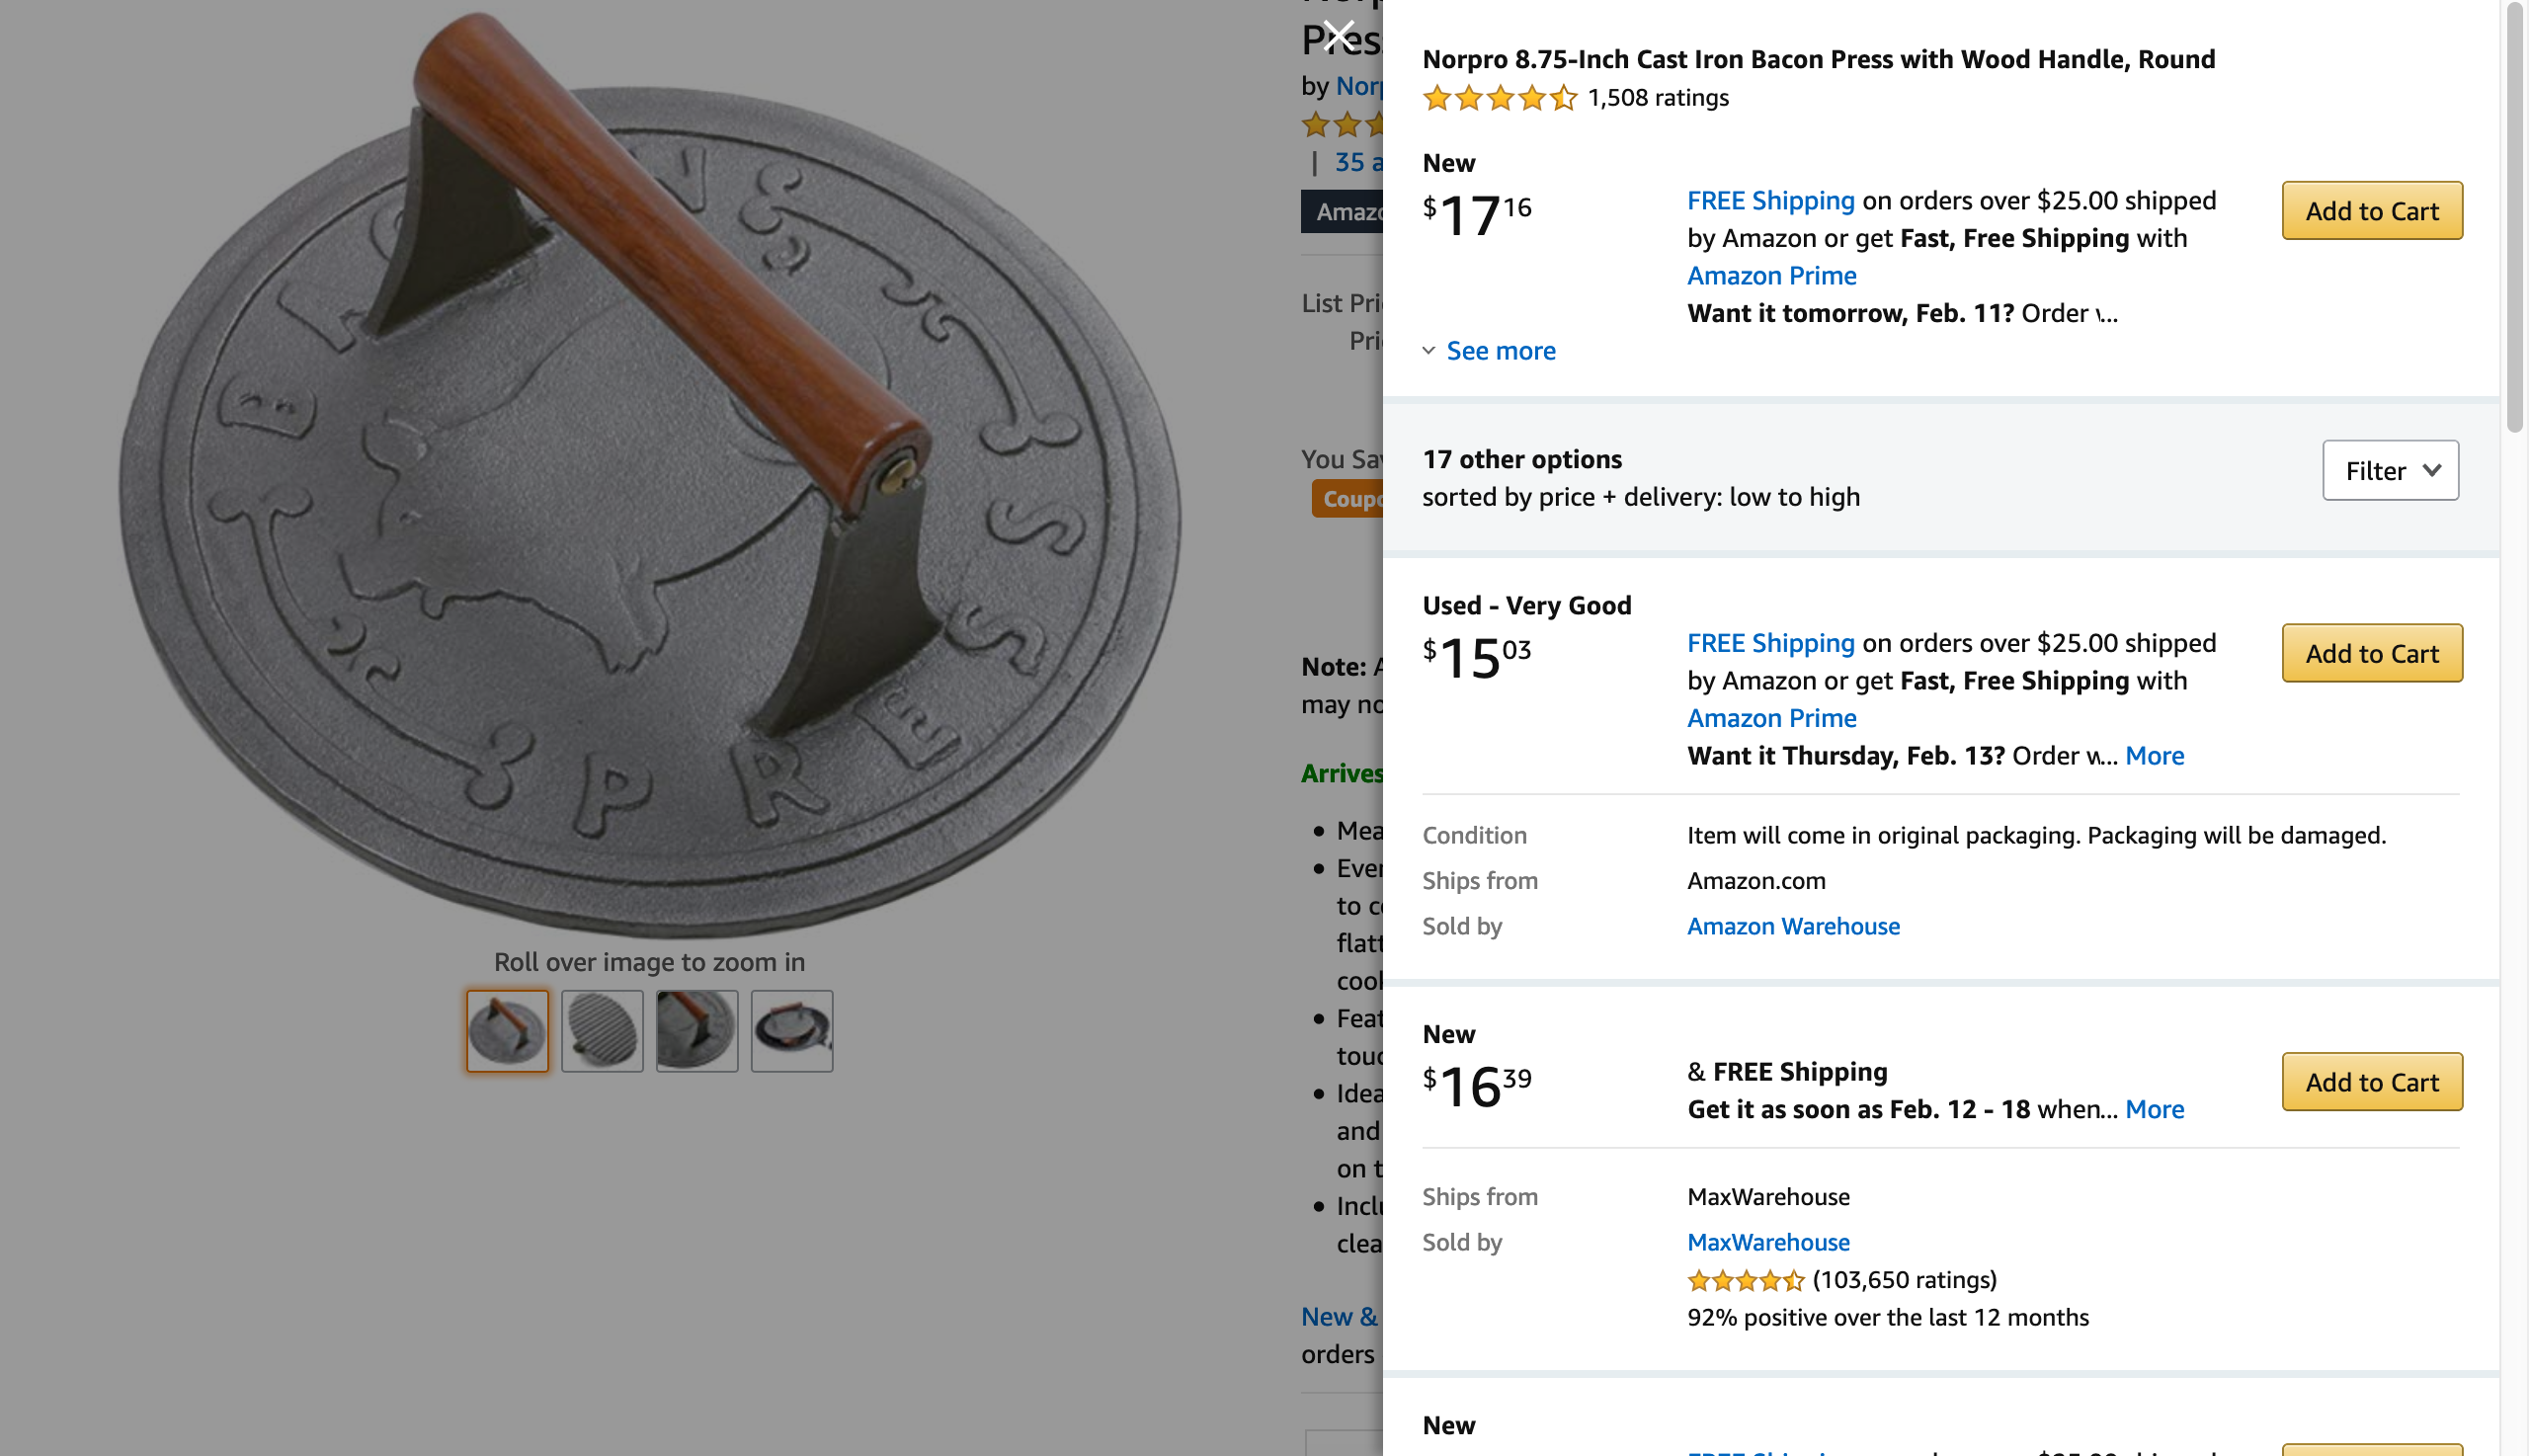 BACON & EGGS
PRESS
Roll over image to zoom in
Pres
by Norp
| 35 a
Amazo
List Pri
Pri
You Sav
Coupo
Note: A
may no
Arrives
Mea
Ever
to co
flatt
cook
Feat
touc
Idea
and
on t
Inclu
clea
New &
orders
Norpro 8.75-Inch Cast Iron Bacon Press with Wood Handle, Round
1,508 ratings
New
$17.16
FREE Shipping on orders over $25.00 shipped
by Amazon or get Fast, Free Shipping with
Amazon Prime
Want it tomorrow, Feb. 11? Order w...
Add to Cart
See more
17 other options
sorted by price + delivery: low to high
Filter
Used - Very Good
$15.03
FREE Shipping on orders over $25.00 shipped
by Amazon or get Fast, Free Shipping with
Amazon Prime
Want it Thursday, Feb. 13? Order w... More
Add to Cart
Condition Item will come in original packaging. Packaging will be damaged.
Ships from Amazon.com
Sold by Amazon Warehouse
New
$16.39
& FREE Shipping
Get it as soon as Feb. 12 - 18 when... More
Add to Cart
Ships from MaxWarehouse
Sold by MaxWarehouse
(103,650 ratings)
92% positive over the last 12 months
New